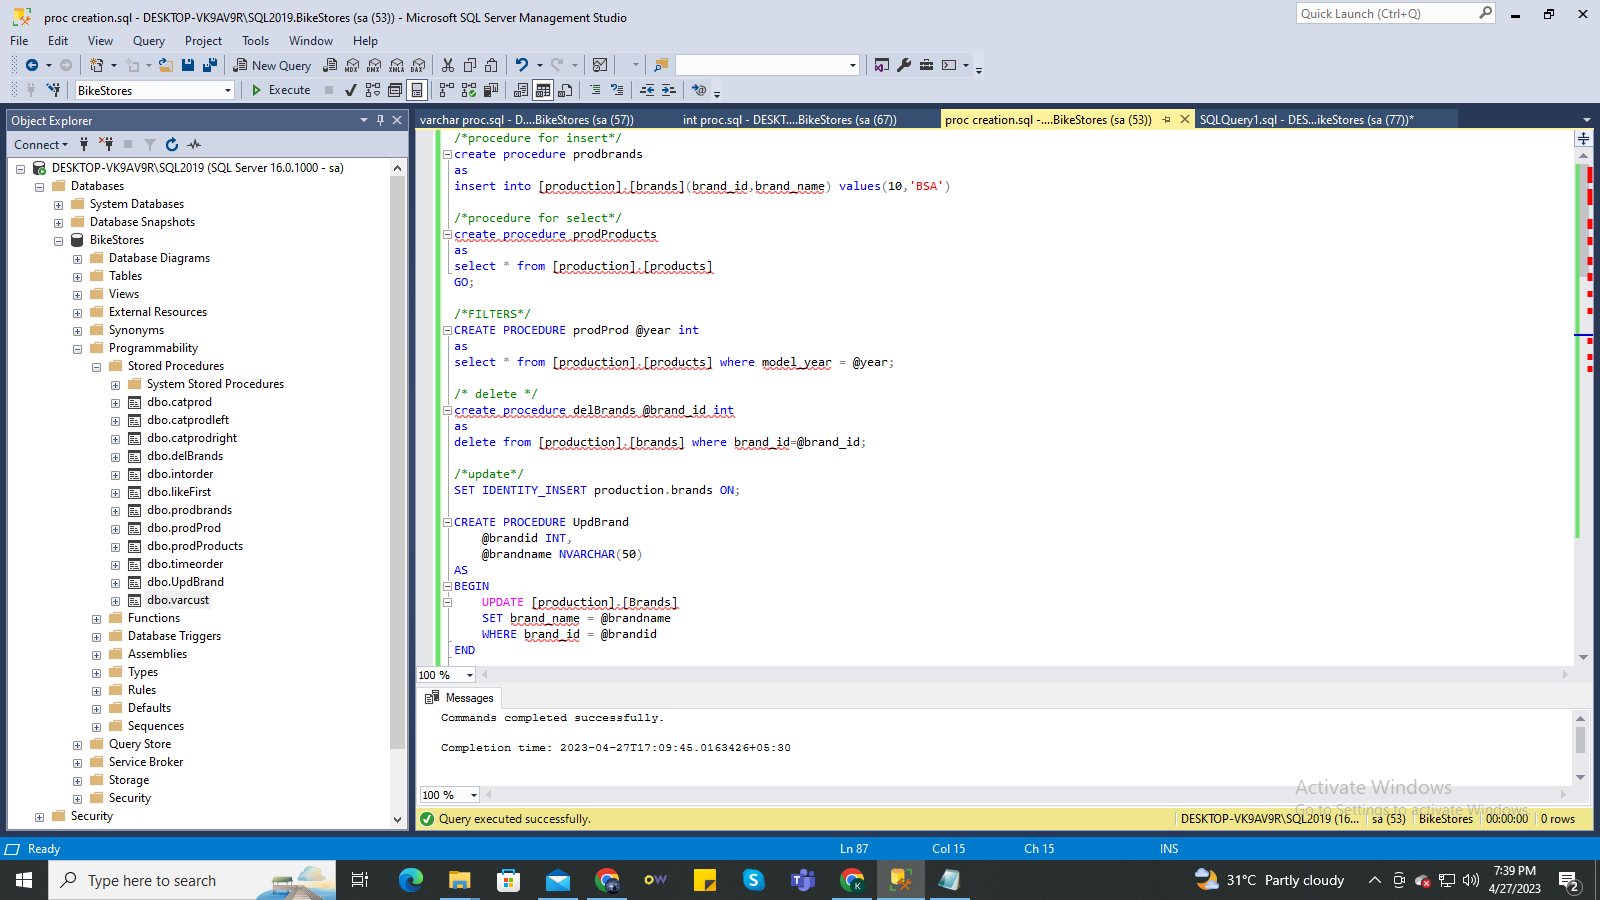 proc creation.sql - DESKTOP-VK9AV9R\SQL2019.BikeStores (sa (53)) - Microsoft SQL Server Management Studio
Quick Launch (Ctrl+Q)
File Edit View Query Project Tools Window Help
New Query MDX DMX XMLA DAX
BikeStores Execute
Object Explorer
Connect
DESKTOP-VK9AV9R\SQL2019 (SQL Server 16.0.1000 - sa)
Databases
System Databases
Database Snapshots
BikeStores
Database Diagrams
Tables
Views
External Resources
Synonyms
Programmability
Stored Procedures
System Stored Procedures
dbo.catprod
dbo.catprodleft
dbo.catprodright
dbo.delBrands
dbo.intorder
dbo.likeFirst
dbo.prodbrands
dbo.prodProd
dbo.prodProducts
dbo.timeorder
dbo.UpdBrand
dbo.varcust
Functions
Database Triggers
Assemblies
Types
Rules
Defaults
Sequences
Query Store
Service Broker
Storage
Security
Security
varchar proc.sql - D....BikeStores (sa (57)) int proc.sql - DESKT....BikeStores (sa (67)) proc creation.sql -....BikeStores (sa (53)) SQLQuery1.sql - DES...ikeStores (sa (77))*
/*procedure for insert*/
create procedure prodbrands
as
insert into [production].[brands](brand_id,brand_name) values(10,'BSA')
/*procedure for select*/
create procedure prodProducts
as
select * from [production].[products]
GO;
/*FILTERS*/
CREATE PROCEDURE prodProd @year int
as
select * from [production].[products] where model_year = @year;
/* delete */
create procedure delBrands @brand_id int
as
delete from [production].[brands] where brand_id=@brand_id;
/*update*/
SET IDENTITY_INSERT production.brands ON;
CREATE PROCEDURE UpdBrand
@brandid INT,
@brandname NVARCHAR(50)
AS
BEGIN
UPDATE [production].[Brands]
SET brand_name = @brandname
WHERE brand_id = @brandid
END
100 %
Messages
Commands completed successfully.
Completion time: 2023-04-27T17:09:45.0163426+05:30
100 %
Activate Windows
Go to Settings to activate Windows.
Query executed successfully. DESKTOP-VK9AV9R\SQL2019 (16... sa (53) BikeStores 00:00:00 0 rows
Ready Ln 87 Col 15 Ch 15 INS
Type here to search
31°C Partly cloudy
7:39 PM
4/27/2023
2